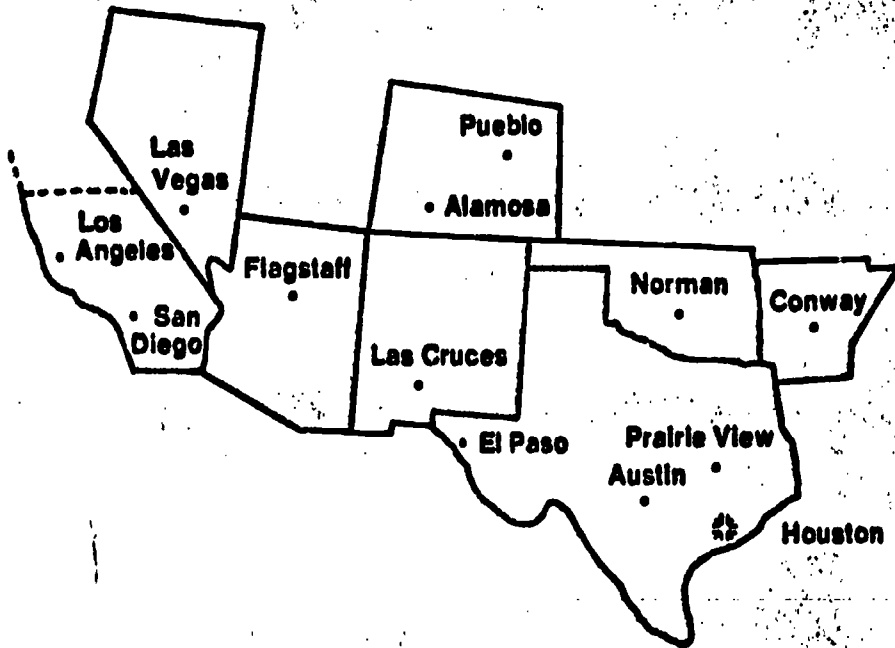 Pueblo
Las
Vegas
Alamosa
Los
Angeles
Flagstaff
Norman
Conway
San
Diego
Las Cruces
El Paso
Prairie View
Austin
Houston